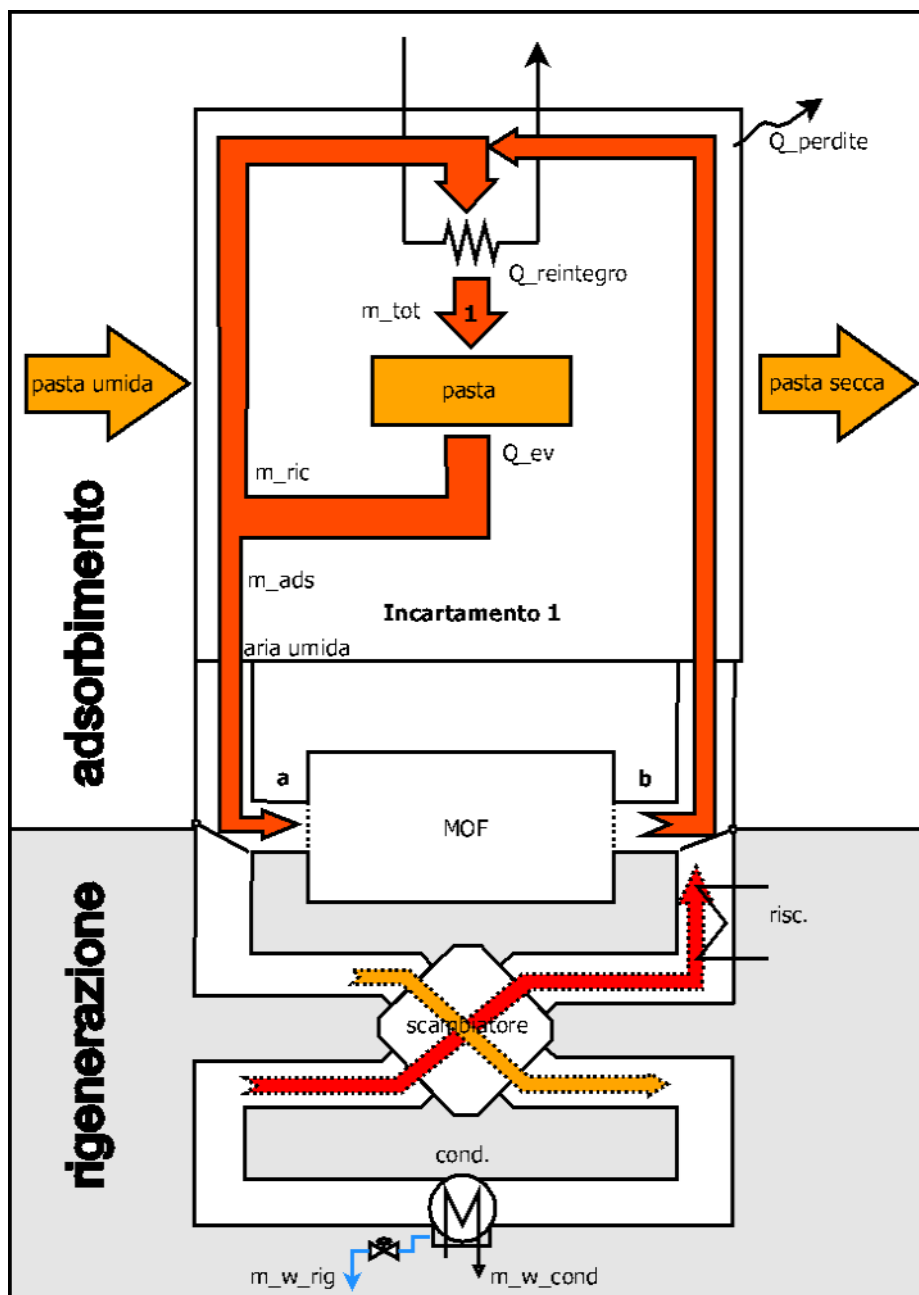 Q_perdite
Q_reintegro
m_tot
1
pasta umida
pasta
pasta secca
Q_ev
m_ric
m_ads
Incartamento 1
aria umida
adsorbimento
a
b
MOF
risc.
scambiatore
rigenerazione
cond.
m_w_rig
m_w_cond